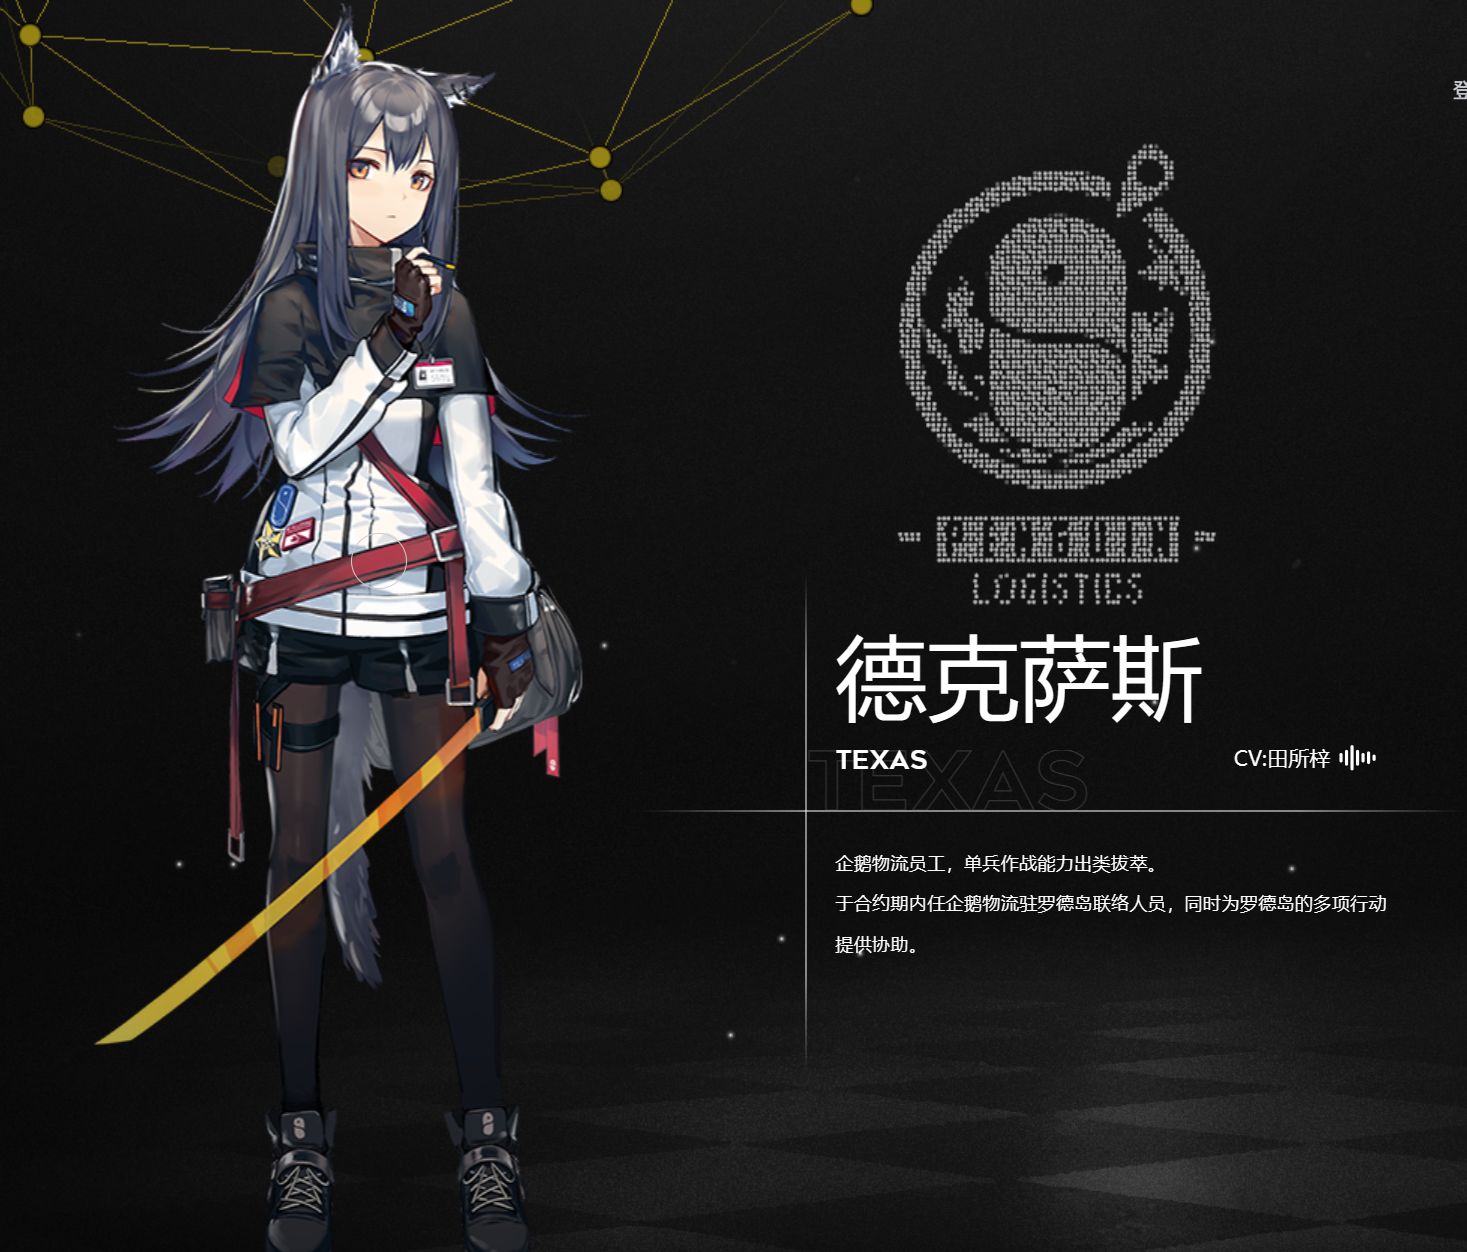 登
PENGUIN
LOGISTICS
德克萨斯
TEXAS
TEXAS
CV:田所梓
企鹅物流员工，单兵作战能力出类拔萃。
于合约期内任企鹅物流驻罗德岛联络人员，同时为罗德岛的多项行动
提供协助。